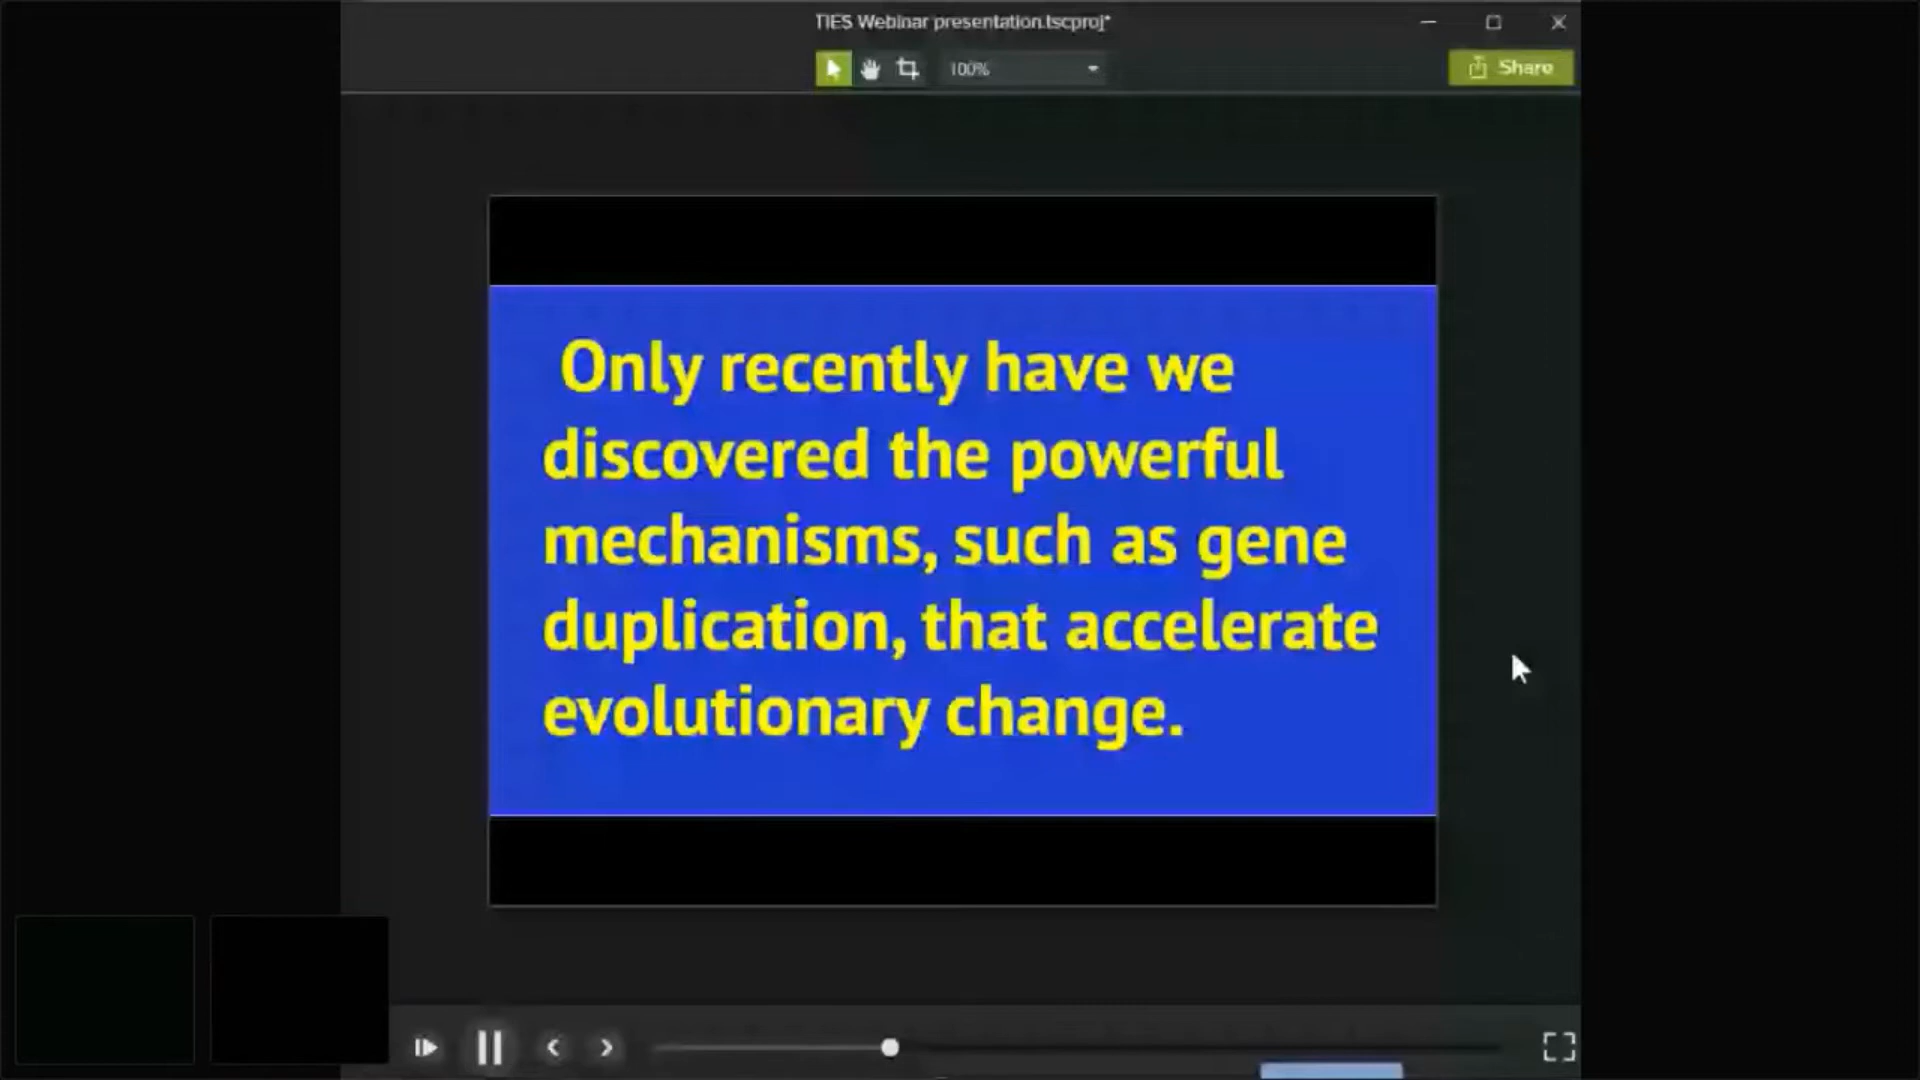 TIES Webinar presentation.tscproj*
100%
Share
Only recently have we
discovered the powerful
mechanisms, such as gene
duplication, that accelerate
evolutionary change.